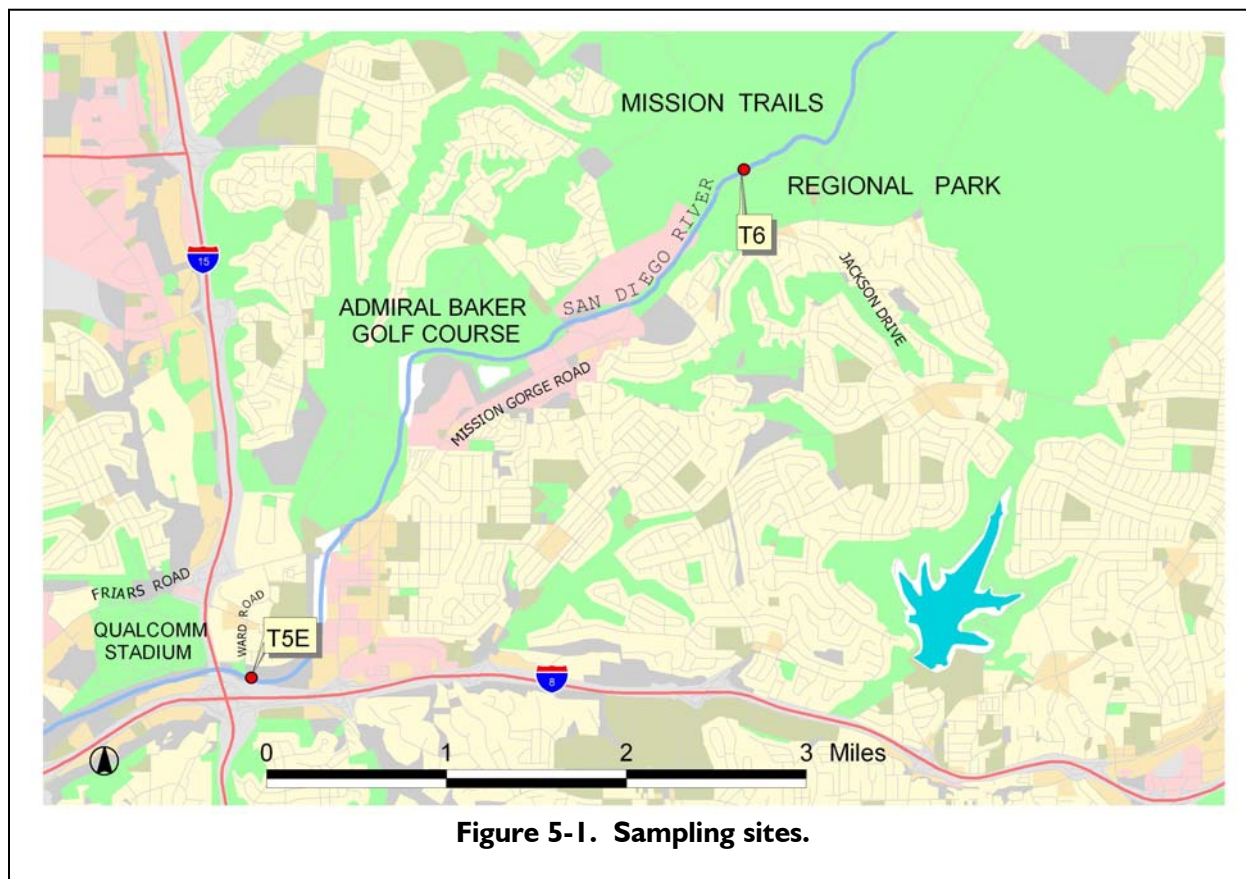 MISSION TRAILS
REGIONAL PARK
T6
SAN DIEGO RIVER
JACKSON DRIVE
15
ADMIRAL BAKER
GOLF COURSE
MISSION GORGE ROAD
FRIARS ROAD
WARD ROAD
T5E
QUALCOMM
STADIUM
8
0 1 2 3 Miles
Figure 5-1. Sampling sites.